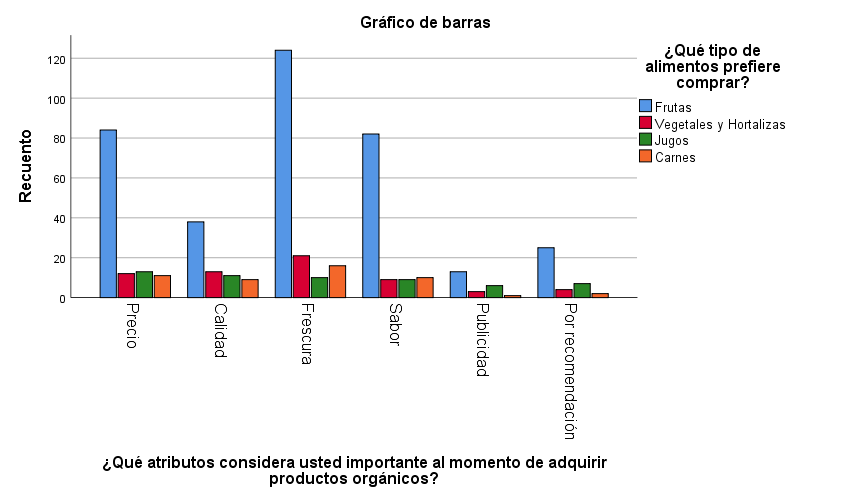 Gráfico de barras
¿Qué tipo de
alimentos prefiere
comprar?
Frutas
Vegetales y Hortalizas
Jugos
Carnes
Recuento
120
100
80
60
40
20
0
Precio
Calidad
Frescura
Sabor
Publicidad
Por recomendación
¿Qué atributos considera usted importante al momento de adquirir
productos orgánicos?